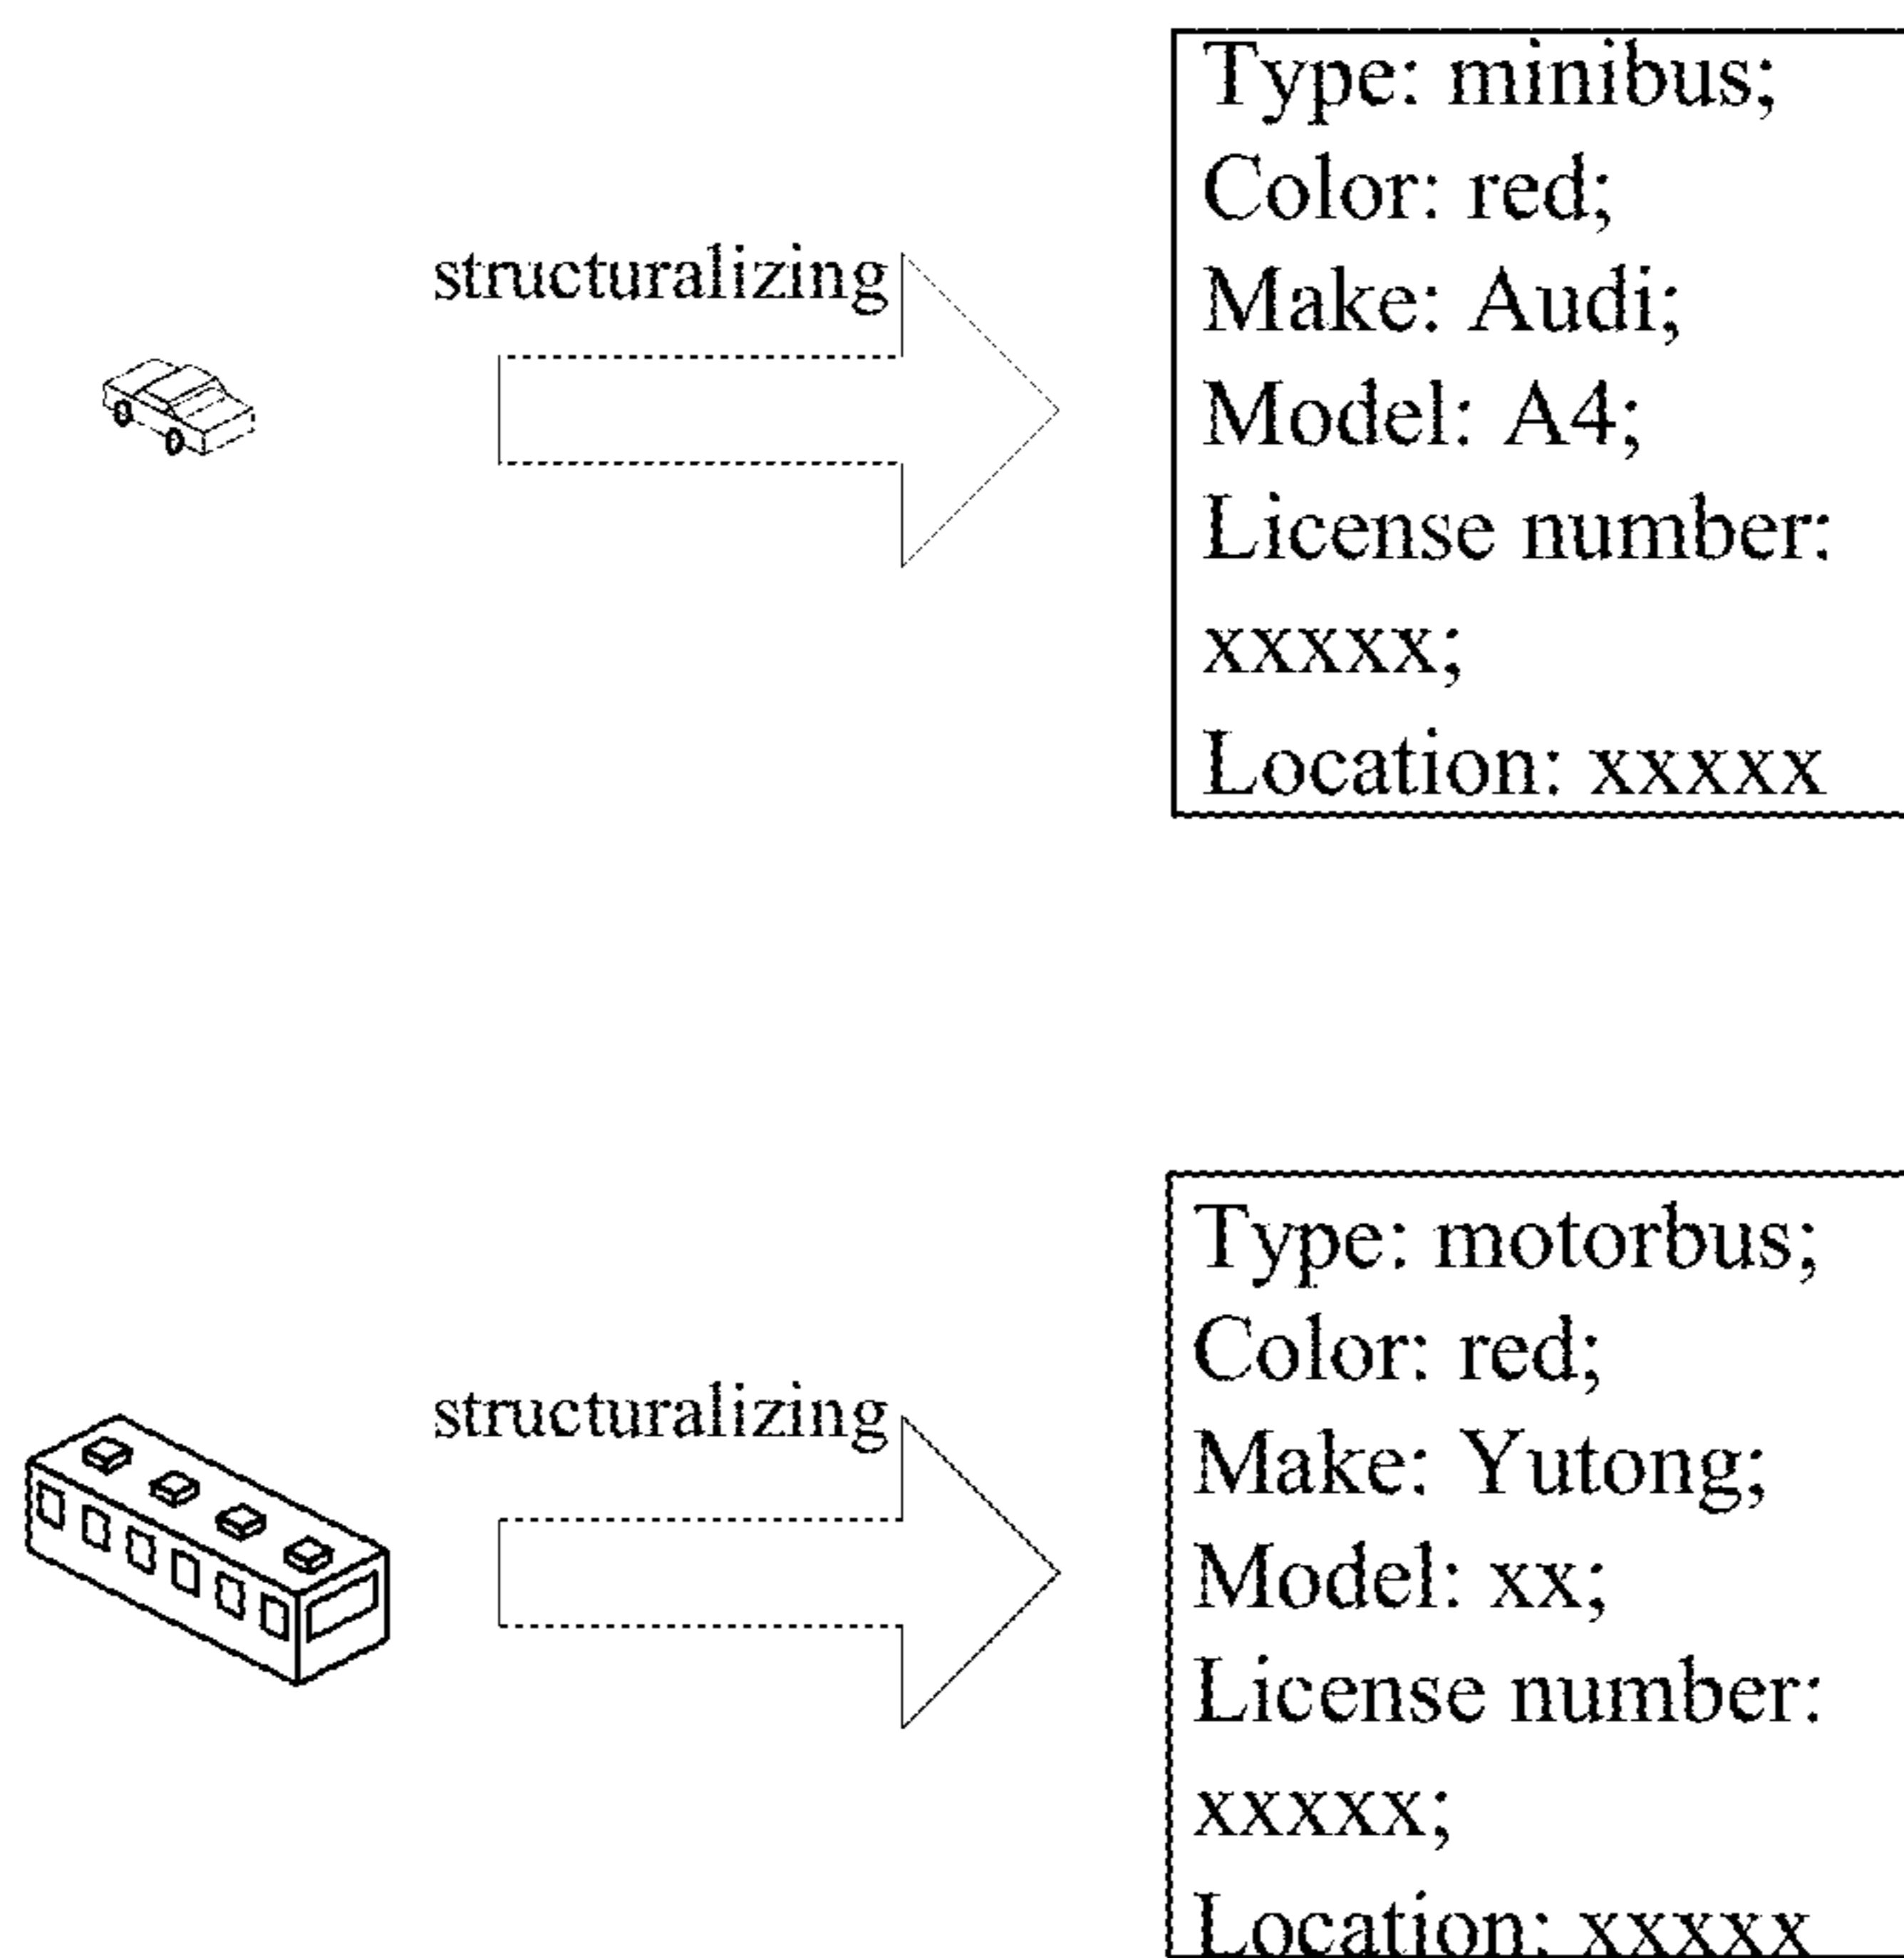 structuralizing
Type: minibus;
Color: red;
Make: Audi;
Model: A4;
License number:
xxxxx;
Location: xxxxx
structuralizing
Type: motorbus;
Color: red;
Make: Yutong;
Model: xx;
License number:
xxxxx;
Location: xxxxx